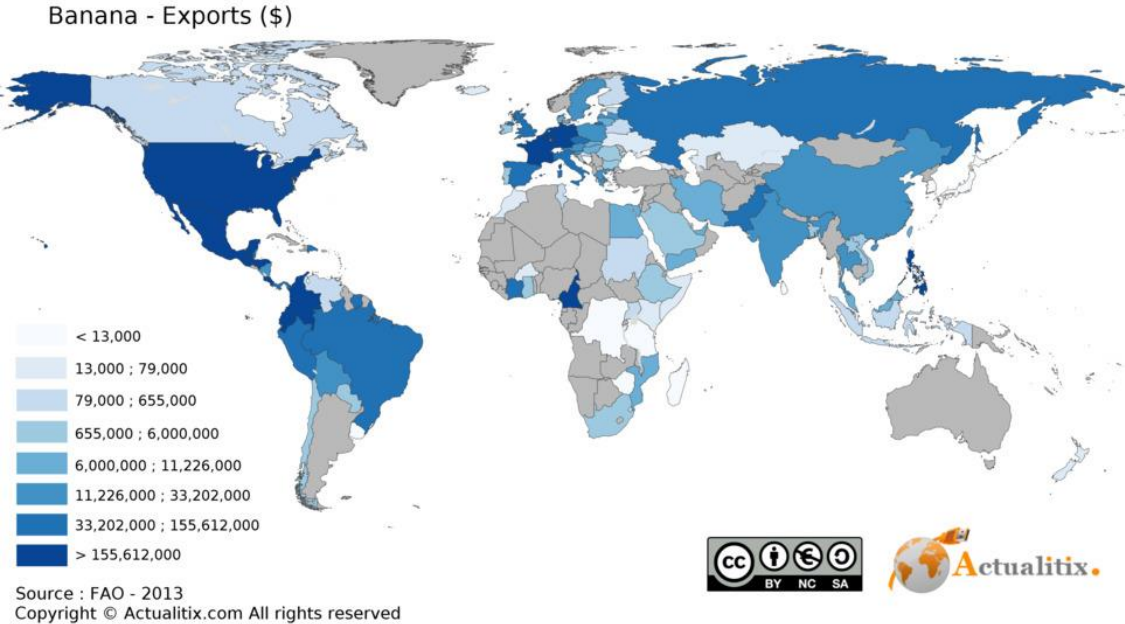 Banana - Exports ($)
< 13,000
13,000 ; 79,000
79,000 ; 655,000
655,000 ; 6,000,000
6,000,000 ; 11,226,000
11,226,000 ; 33,202,000
33,202,000 ; 155,612,000
> 155,612,000
cc
BY NC SA
Actualitix.
Source : FAO - 2013
Copyright © Actualitix.com All rights reserved